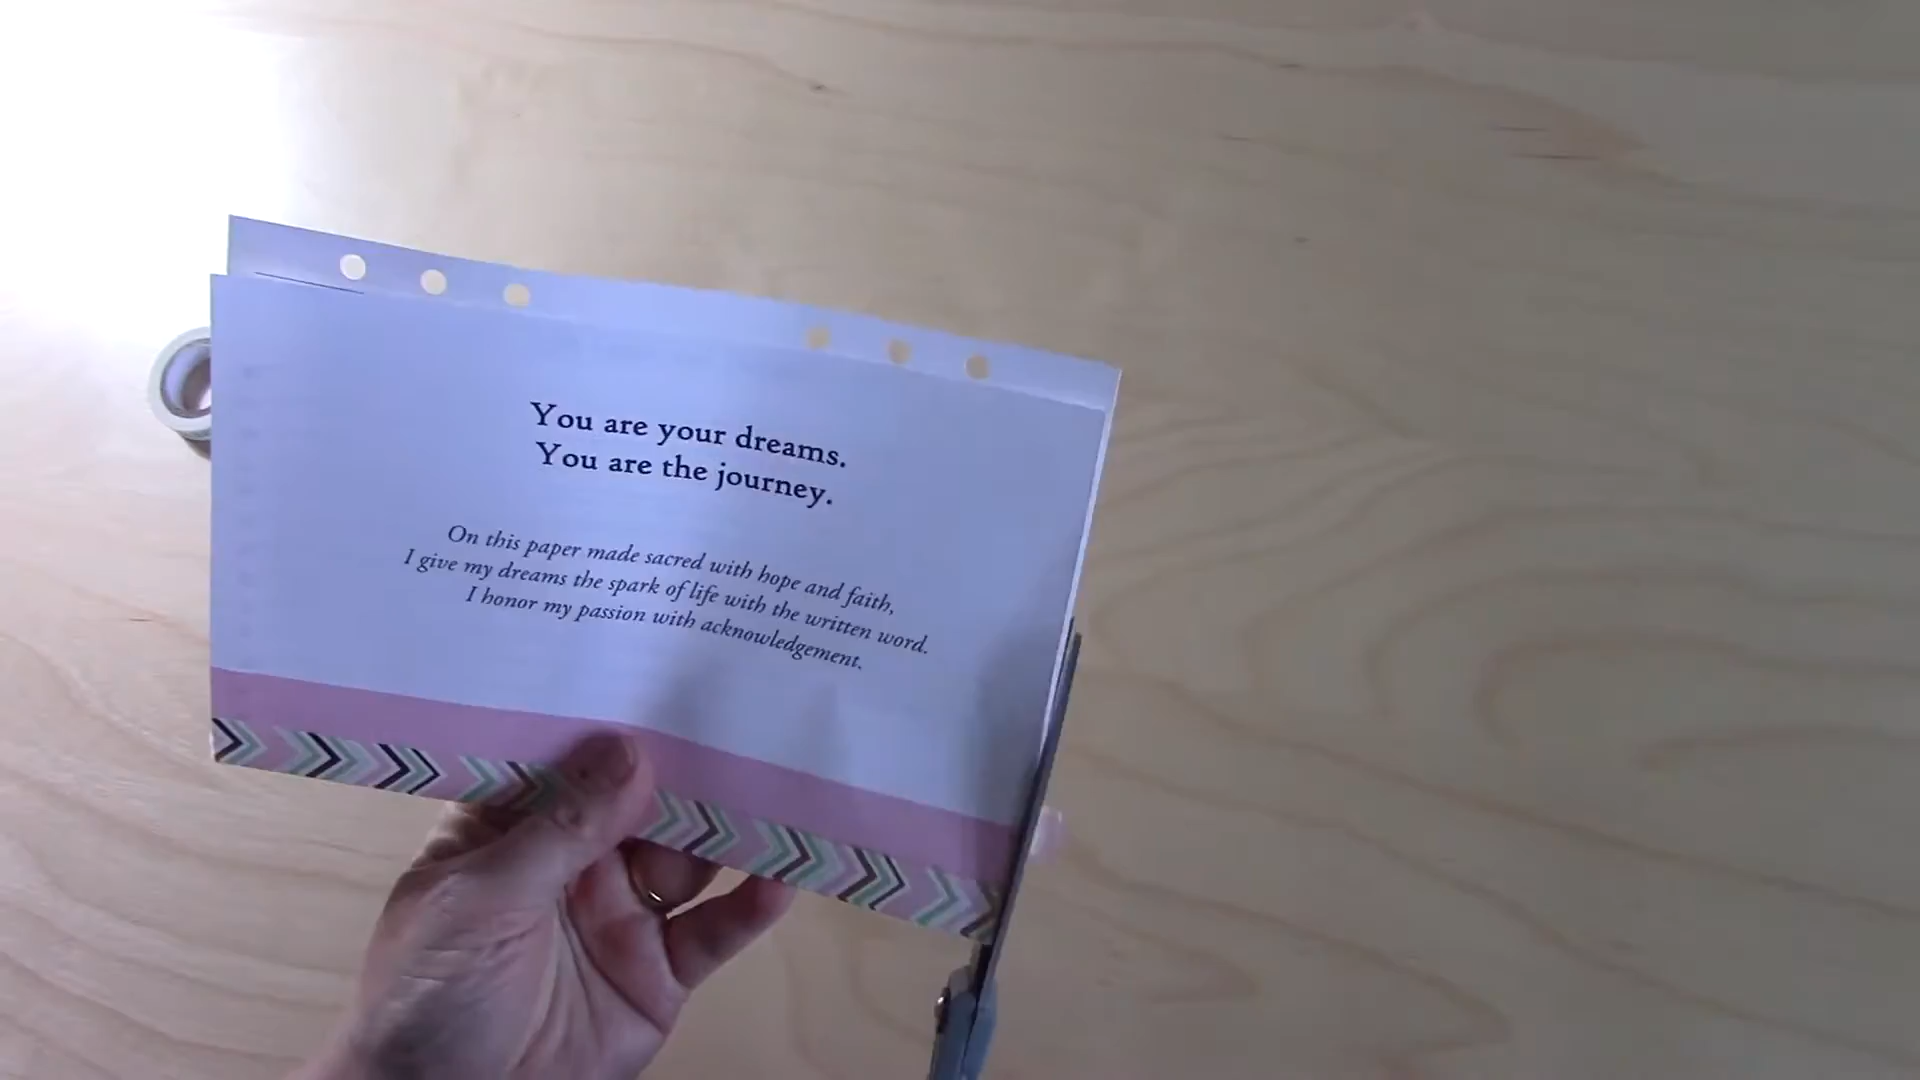 You are your dreams.
You are the journey.
On this paper made sacred with hope and faith,
I give my dreams the spark of life with the written word.
I honor my passion with acknowledgement.